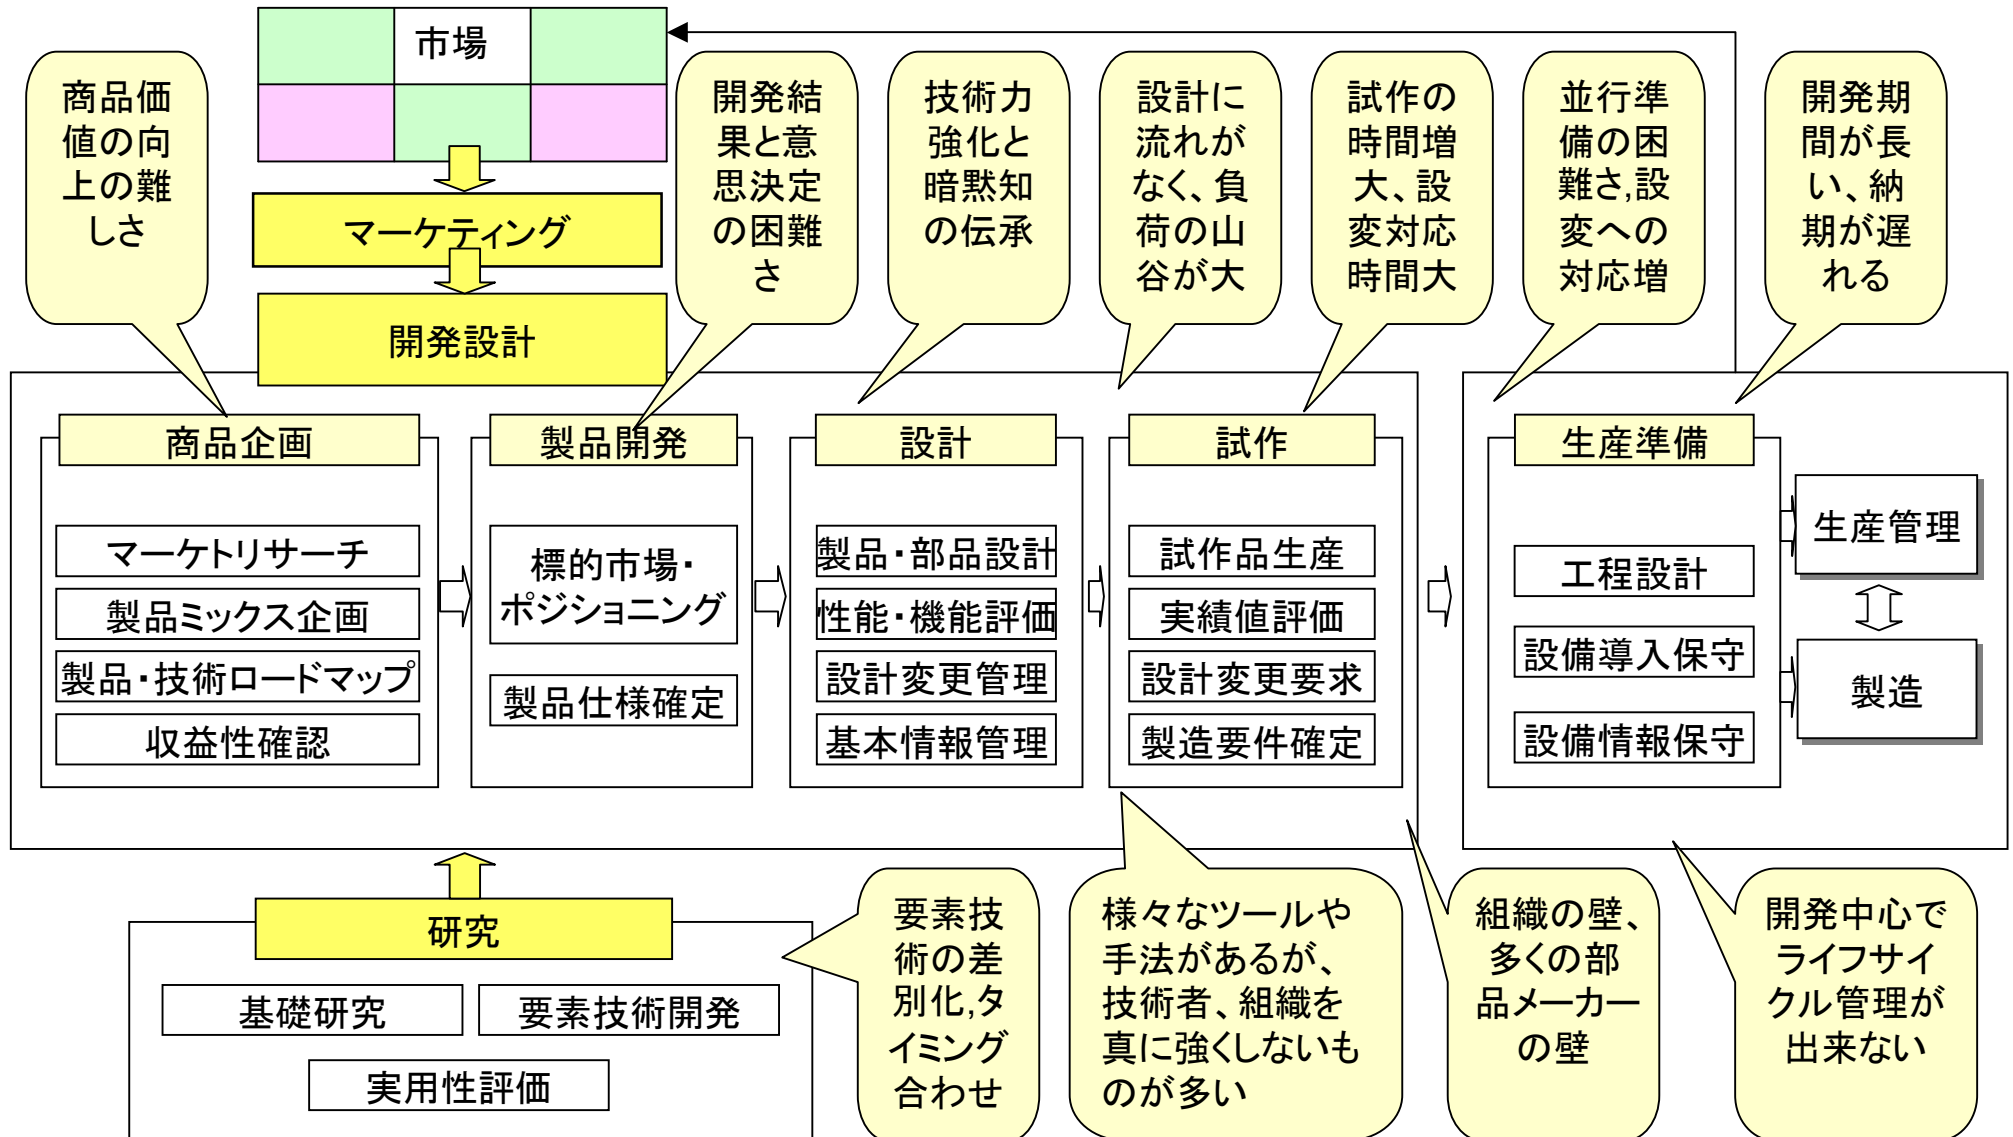 市場
商品価
値の向
上の難
しさ
開発結
果と意
思決定
の困難
さ
技術力
強化と
暗黙知
の伝承
設計に
流れが
なく、負
荷の山
谷が大
試作の
時間増
大、設
変対応
時間大
並行準
備の困
難さ,設
変への
対応増
開発期
間が長
い、納
期が遅
れる
マーケティング
開発設計
商品企画
マーケトリサーチ
製品ミックス企画
製品・技術ロードマップ
収益性確認
製品開発
標的市場・
ポジショニング
製品仕様確定
設計
製品・部品設計
性能・機能評価
設計変更管理
基本情報管理
試作
試作品生産
実績値評価
設計変更要求
製造要件確定
生産準備
工程設計
設備導入保守
設備情報保守
生産管理
製造
研究
基礎研究
要素技術開発
実用性評価
要素技
術の差
別化,タ
イミング
合わせ
様々なツールや
手法があるが、
技術者、組織を
真に強くしないも
のが多い
組織の壁、
多くの部
品メーカー
の壁
開発中心で
ライフサイ
クル管理が
出来ない